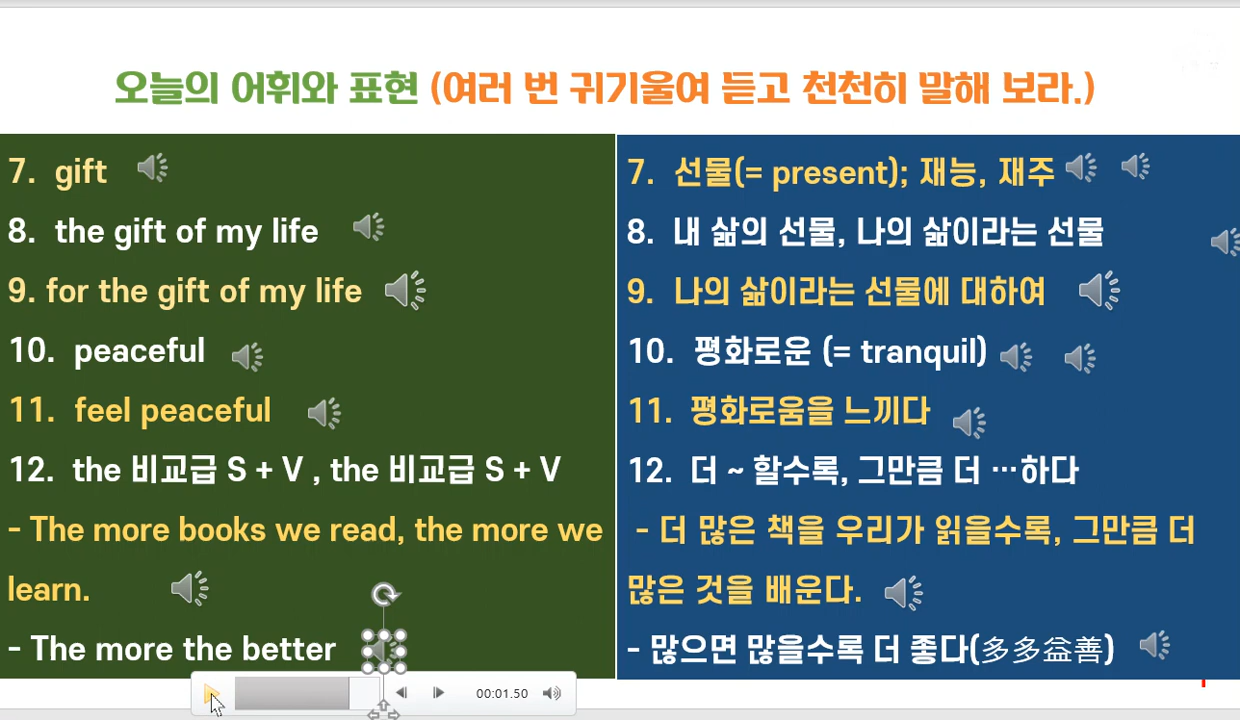 오늘의 어휘와 표현 (여러 번 귀기울여 듣고 천천히 말해 보라.)
7. gift
8. the gift of my life
9. for the gift of my life
10. peaceful
11. feel peaceful
12. the 비교급 S + V , the 비교급 S + V
- The more books we read, the more we
learn.
- The more the better
7. 선물(= present); 재능, 재주
8. 내 삶의 선물, 나의 삶이라는 선물
9. 나의 삶이라는 선물에 대하여
10. 평화로운 (= tranquil)
11. 평화로움을 느끼다
12. 더 ~ 할수록, 그만큼 더 …하다
- 더 많은 책을 우리가 읽을수록, 그만큼 더
많은 것을 배운다.
- 많으면 많을수록 더 좋다(多多益善)
00:01.50